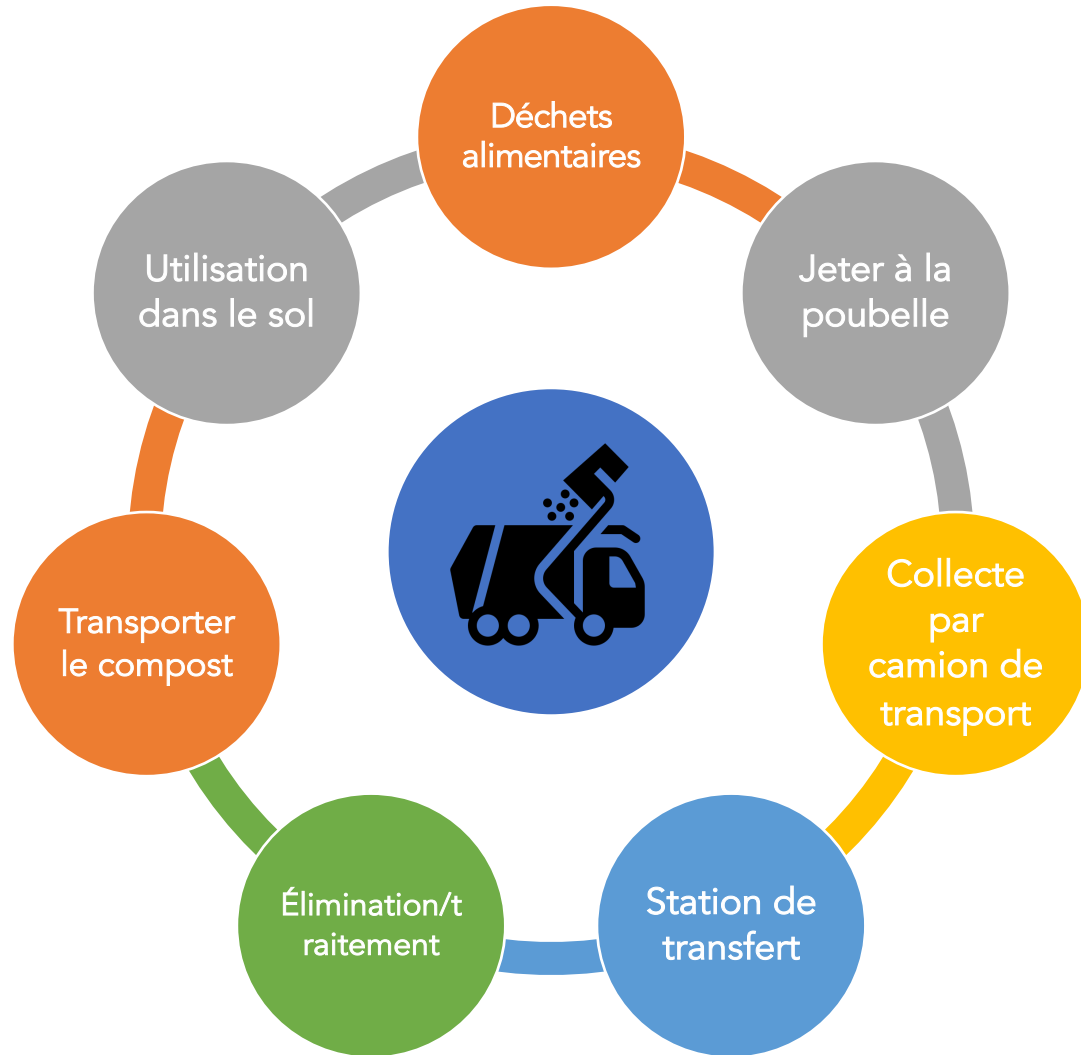 Déchets
alimentaires
Jeter à la
poubelle
Collecte
par
camion de
transport
Station de
transfert
Élimination/t
raitement
Transporter
le compost
Utilisation
dans le sol